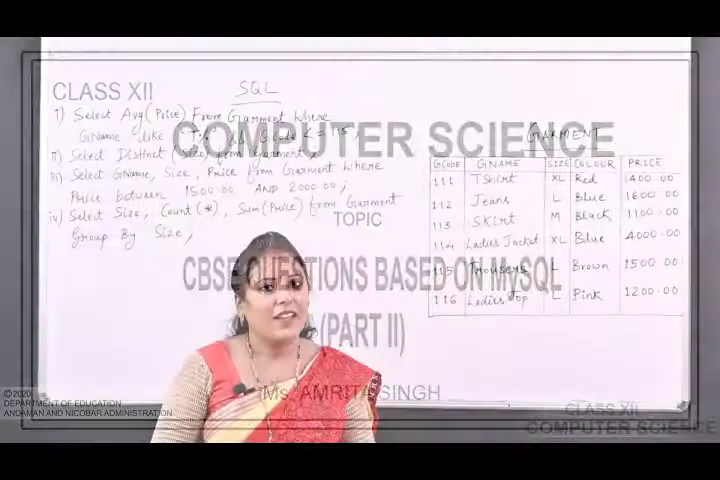 CLASS XII
SQL
i) Select Avg(Price) From Garment where
GName like 'T%' Gcode <= 115;
ii) Select Distinct (Size) from Garment;
iii) Select GName, Size, Price from Garment where
Price between 1500.00 AND 2000.00;
iv) Select Size, Count(*), Sum(Price) from Garment
Group By Size;
COMPUTER SCIENCE
TOPIC
CBSE QUESTIONS BASED ON MySQL
(PART II)
Ms. AMRITA SINGH
GARMENT
GCODE GNAME SIZE COLOUR PRICE
111 TShirt XL Red 1400.00
112 Jeans L Blue 1600.00
113 Skirt M Black 1100.00
114 Ladies Jacket XL Blue 4000.00
115 Trousers L Brown 1500.00
116 Ladies Top L Pink 1200.00
©2020
DEPARTMENT OF EDUCATION
ANDAMAN AND NICOBAR ADMINISTRATION
CLASS XII
COMPUTER SCIENCE